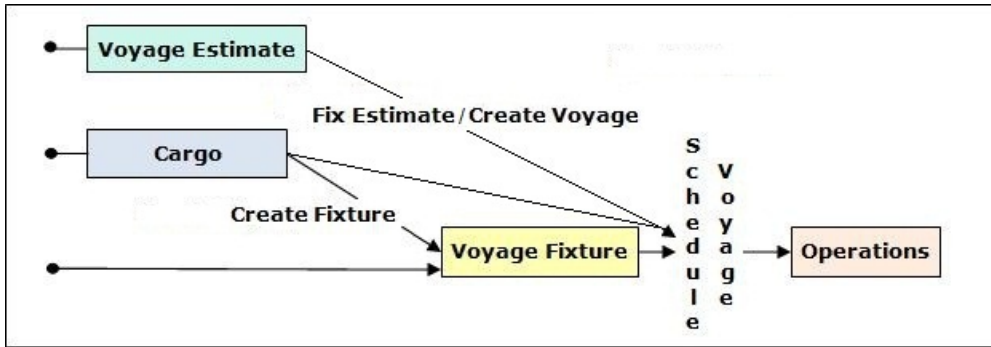 Voyage Estimate
Fix Estimate/Create Voyage
Cargo
Create Fixture
Voyage Fixture
Schedule
Voyage
Operations